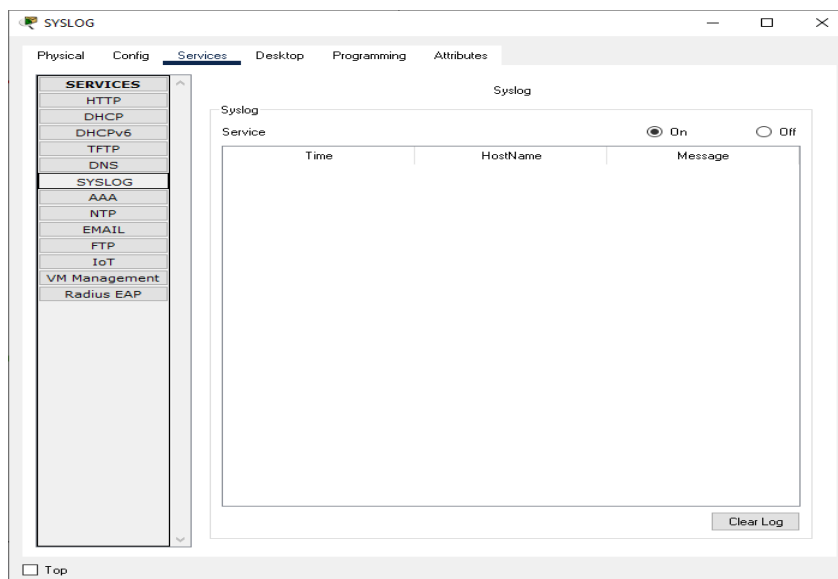 SYSLOG
Physical Config Services Desktop Programming Attributes
SERVICES
HTTP
DHCP
DHCPv6
TFTP
DNS
SYSLOG
AAA
NTP
EMAIL
FTP
IoT
VM Management
Radius EAP
Syslog
Syslog
Service On Off
Time HostName Message
Clear Log
Top